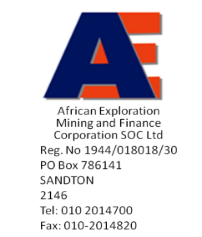 AE
African Exploration
Mining and Finance
Corporation SOC Ltd
Reg. No 1944/018018/30
PO Box 786141
SANDTON
2146
Tel: 010 2014700
Fax: 010-2014820